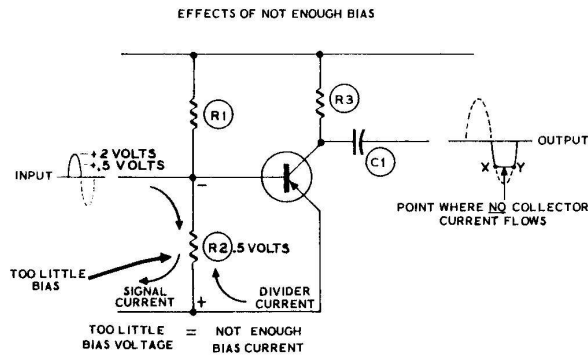 EFFECTS OF NOT ENOUGH BIAS
R1
R3
+.2 VOLTS
+.5 VOLTS
INPUT
C1
OUTPUT
X
Y
POINT WHERE NO COLLECTOR
CURRENT FLOWS
−
R2
.5 VOLTS
TOO LITTLE
BIAS
SIGNAL
CURRENT
DIVIDER
CURRENT
+
TOO LITTLE = NOT ENOUGH
BIAS VOLTAGE BIAS CURRENT